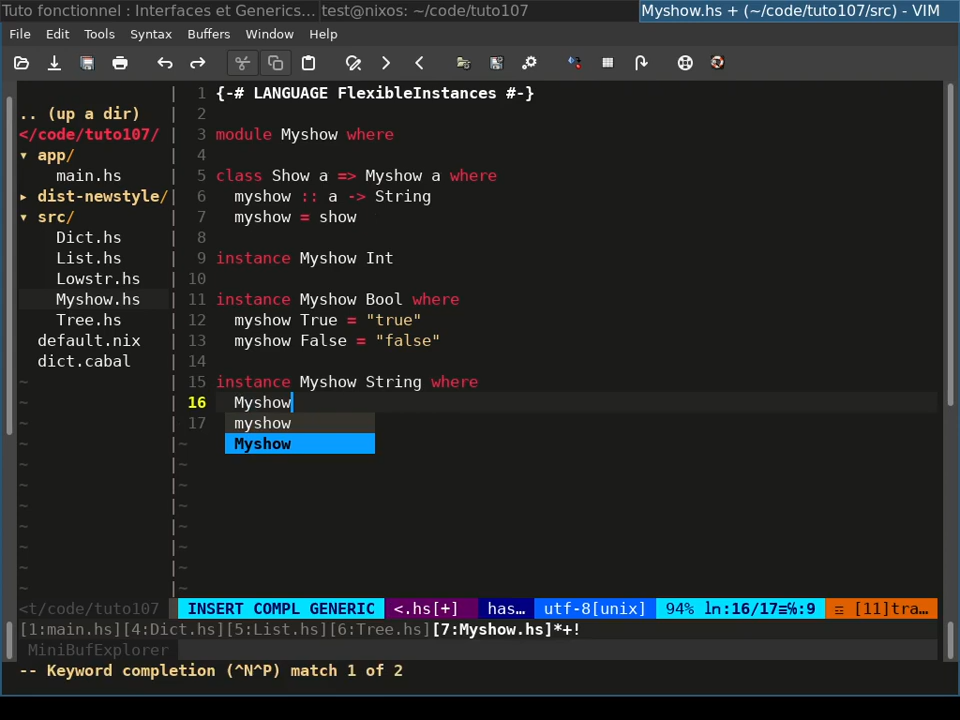 Tuto fonctionnel : Interfaces et Generics... test@nixos: ~/code/tuto107 Myshow.hs + (~/code/tuto107/src) - VIM
File Edit Tools Syntax Buffers Window Help
1 {-# LANGUAGE FlexibleInstances #-}
.. (up a dir) 2
</code/tuto107/ 3 module Myshow where
▾ app/ 4
main.hs 5 class Show a => Myshow a where
▸ dist-newstyle/ 6 myshow :: a -> String
▾ src/ 7 myshow = show
Dict.hs 8
List.hs 9 instance Myshow Int
Lowstr.hs 10
Myshow.hs 11 instance Myshow Bool where
Tree.hs 12 myshow True = "true"
default.nix 13 myshow False = "false"
dict.cabal 14
~ 15 instance Myshow String where
~ 16 Myshow
~ 17 myshow
~ ~ Myshow
~ ~
~ ~
~ ~
~ ~
~ ~
~ ~
~ ~
<t/code/tuto107 INSERT COMPL GENERIC <.hs[+] has… utf-8[unix] 94% ln:16/17≡℅:9 ☲ [11]tra…
[1:main.hs][4:Dict.hs][5:List.hs][6:Tree.hs][7:Myshow.hs]*+!
MiniBufExplorer
-- Keyword completion (^N^P) match 1 of 2